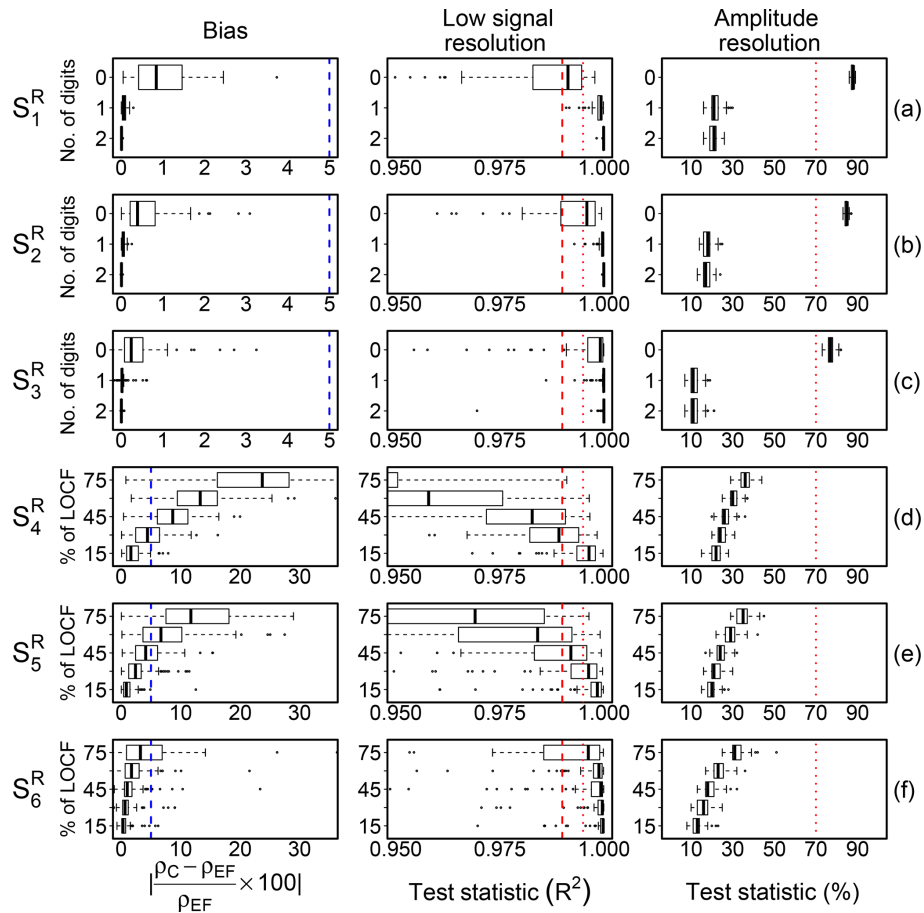 Bias Low signal resolution Amplitude resolution
S₁ᴿ No. of digits 0 1 2 (a)
0 1 2 3 4 5 0.950 0.975 1.000 10 30 50 70 90
S₂ᴿ No. of digits 0 1 2 (b)
0 1 2 3 4 5 0.950 0.975 1.000 10 30 50 70 90
S₃ᴿ No. of digits 0 1 2 (c)
0 1 2 3 4 5 0.950 0.975 1.000 10 30 50 70 90
S₄ᴿ % of LOCF 75 45 15 (d)
0 10 20 30 0.950 0.975 1.000 10 30 50 70 90
S₅ᴿ % of LOCF 75 45 15 (e)
0 10 20 30 0.950 0.975 1.000 10 30 50 70 90
S₆ᴿ % of LOCF 75 45 15 (f)
0 10 20 30 0.950 0.975 1.000 10 30 50 70 90
|(ρC − ρEF)/ρEF × 100| Test statistic (R²) Test statistic (%)